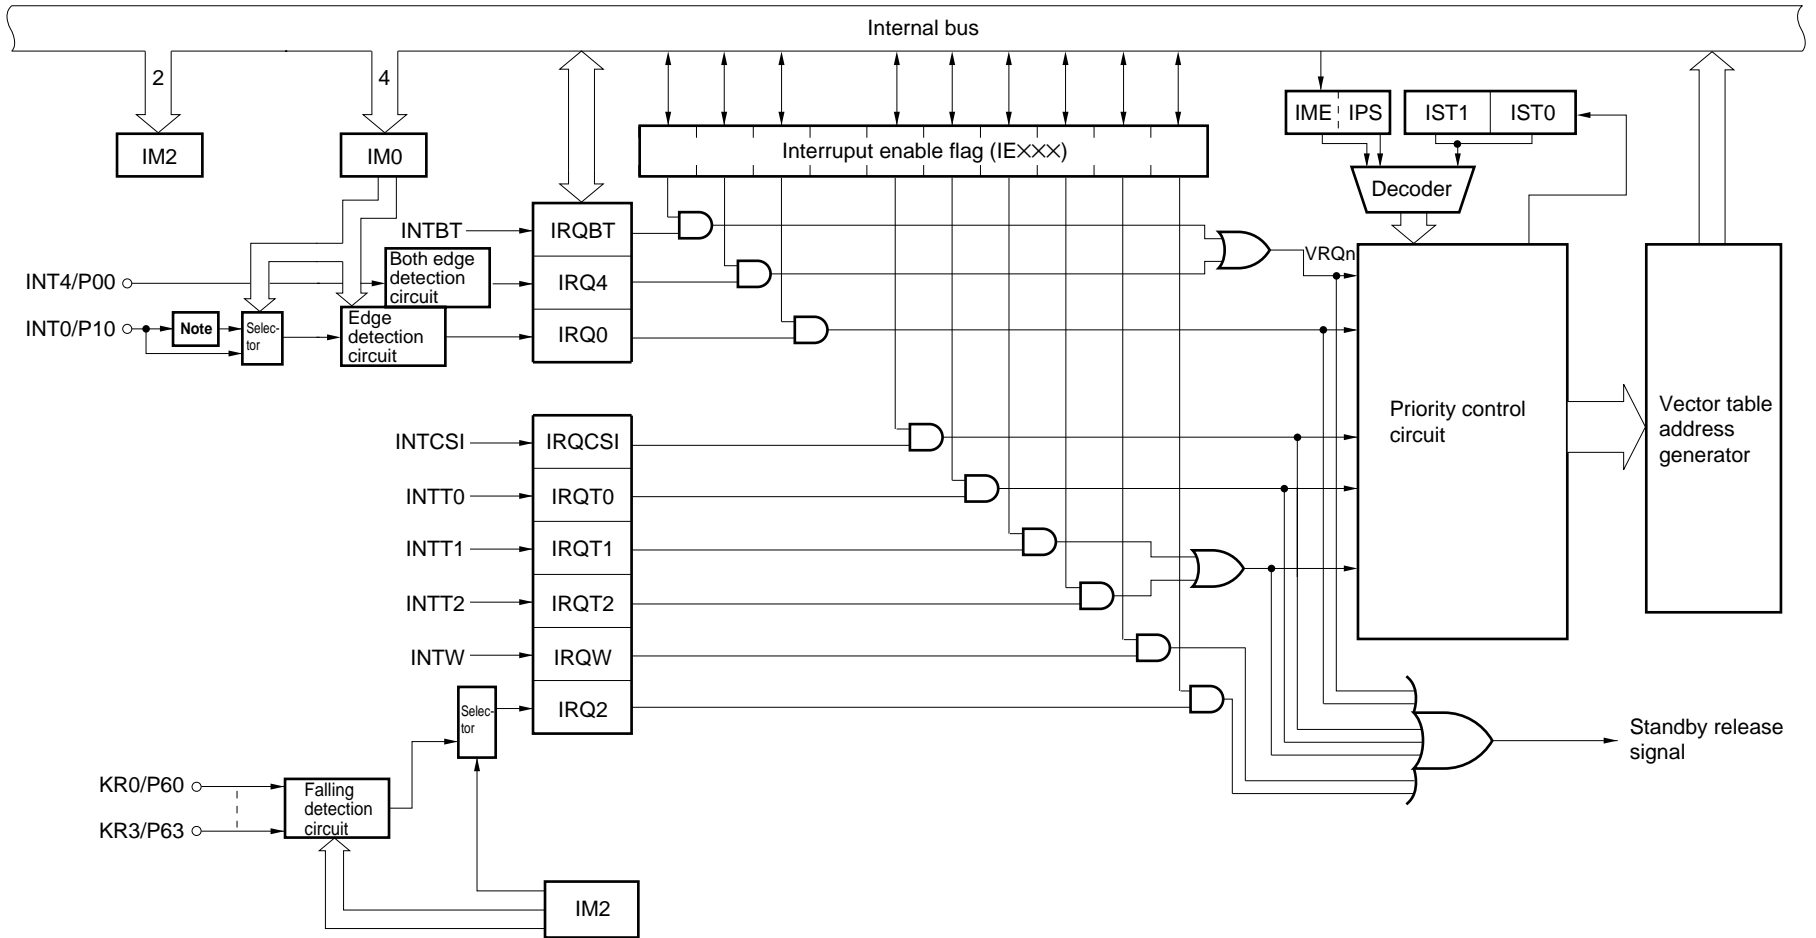 Internal bus
2
4
IM2
IM0
Interruput enable flag (IE×××)
IME IPS
IST1 IST0
Decoder
INTBT
IRQBT
VRQn
INT4/P00
Both edge
detection
circuit
IRQ4
INT0/P10
Note
Selec-
tor
Edge
detection
circuit
IRQ0
Priority control
circuit
Vector table
address
generator
INTCSI
IRQCSI
INTT0
IRQT0
INTT1
IRQT1
INTT2
IRQT2
INTW
IRQW
Selec-
tor
IRQ2
Standby release
signal
KR0/P60
KR3/P63
Falling
detection
circuit
IM2